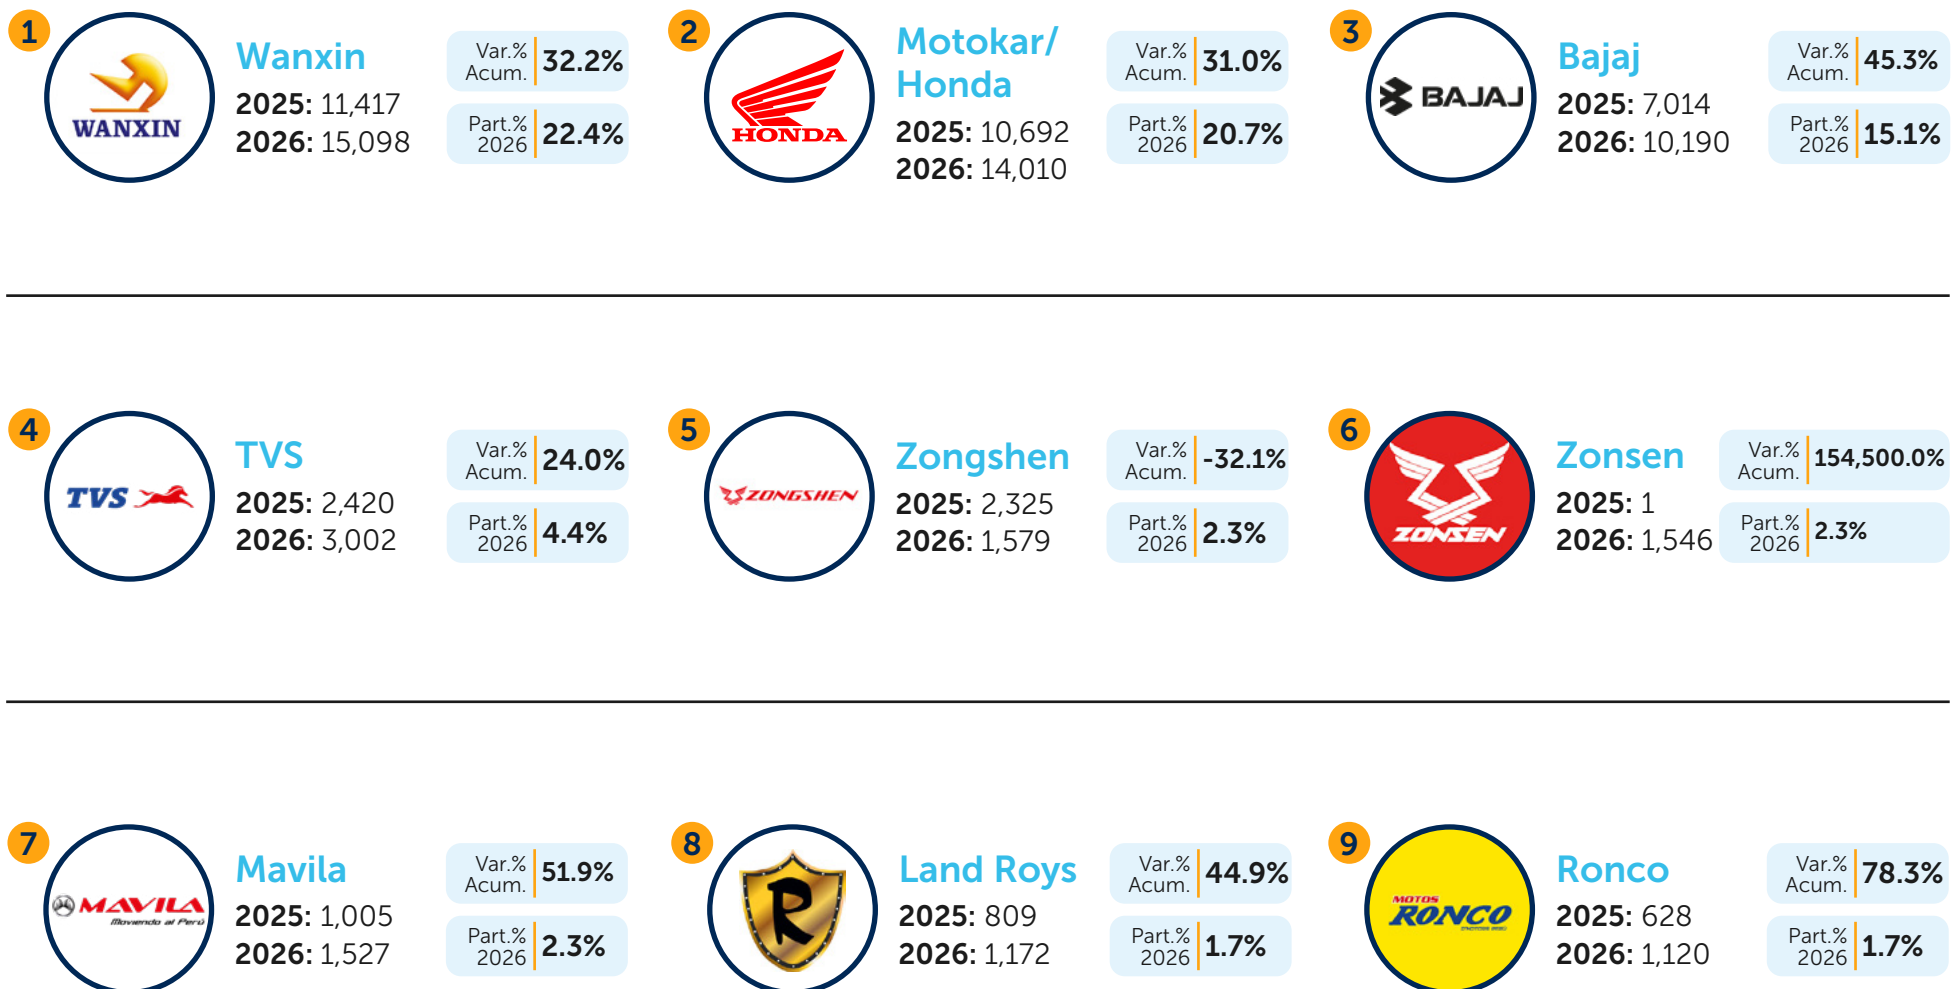 1
WANXIN
Wanxin
2025: 11,417
2026: 15,098
Var.%
Acum.
32.2%
Part.%
2026
22.4%
2
HONDA
Motokar/
Honda
2025: 10,692
2026: 14,010
Var.%
Acum.
31.0%
Part.%
2026
20.7%
3
BAJAJ
Bajaj
2025: 7,014
2026: 10,190
Var.%
Acum.
45.3%
Part.%
2026
15.1%
4
TVS
TVS
2025: 2,420
2026: 3,002
Var.%
Acum.
24.0%
Part.%
2026
4.4%
5
ZONGSHEN
Zongshen
2025: 2,325
2026: 1,579
Var.%
Acum.
-32.1%
Part.%
2026
2.3%
6
ZONSEN
Zonsen
2025: 1
2026: 1,546
Var.%
Acum.
154,500.0%
Part.%
2026
2.3%
7
MAVILA
Moviendo al Perú
Mavila
2025: 1,005
2026: 1,527
Var.%
Acum.
51.9%
Part.%
2026
2.3%
8
R
Land Roys
2025: 809
2026: 1,172
Var.%
Acum.
44.9%
Part.%
2026
1.7%
9
MOTOS
RONCO
Ronco
2025: 628
2026: 1,120
Var.%
Acum.
78.3%
Part.%
2026
1.7%